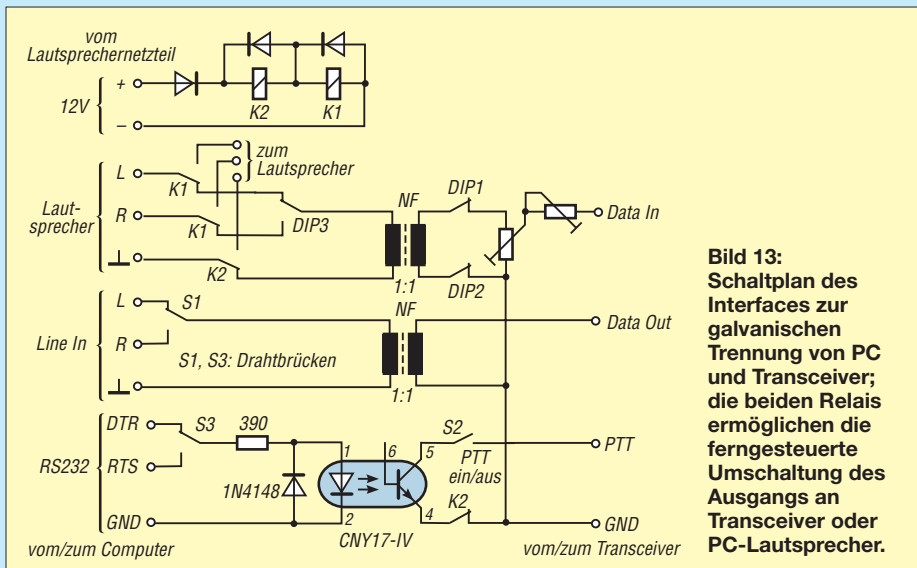 vom
Lautsprechernetzteil
+
12V
–
K2
K1
zum
Lautsprecher
L
K1
Laut-
sprecher
R
K1
DIP3
K2
NF
1:1
DIP1
DIP2
Data In
NF
1:1
Data Out
Line In
L
S1
R
S1, S3: Drahtbrücken
RS232
DTR
S3
390
RTS
1N4148
GND
1
6
5
2
4
CNY17-IV
S2
PTT
ein/aus
PTT
K2
GND
vom/zum Computer
vom/zum Transceiver
Bild 13:
Schaltplan des
Interfaces zur
galvanischen
Trennung von PC
und Transceiver;
die beiden Relais
ermöglichen die
ferngesteuerte
Umschaltung des
Ausgangs an
Transceiver oder
PC-Lautsprecher.